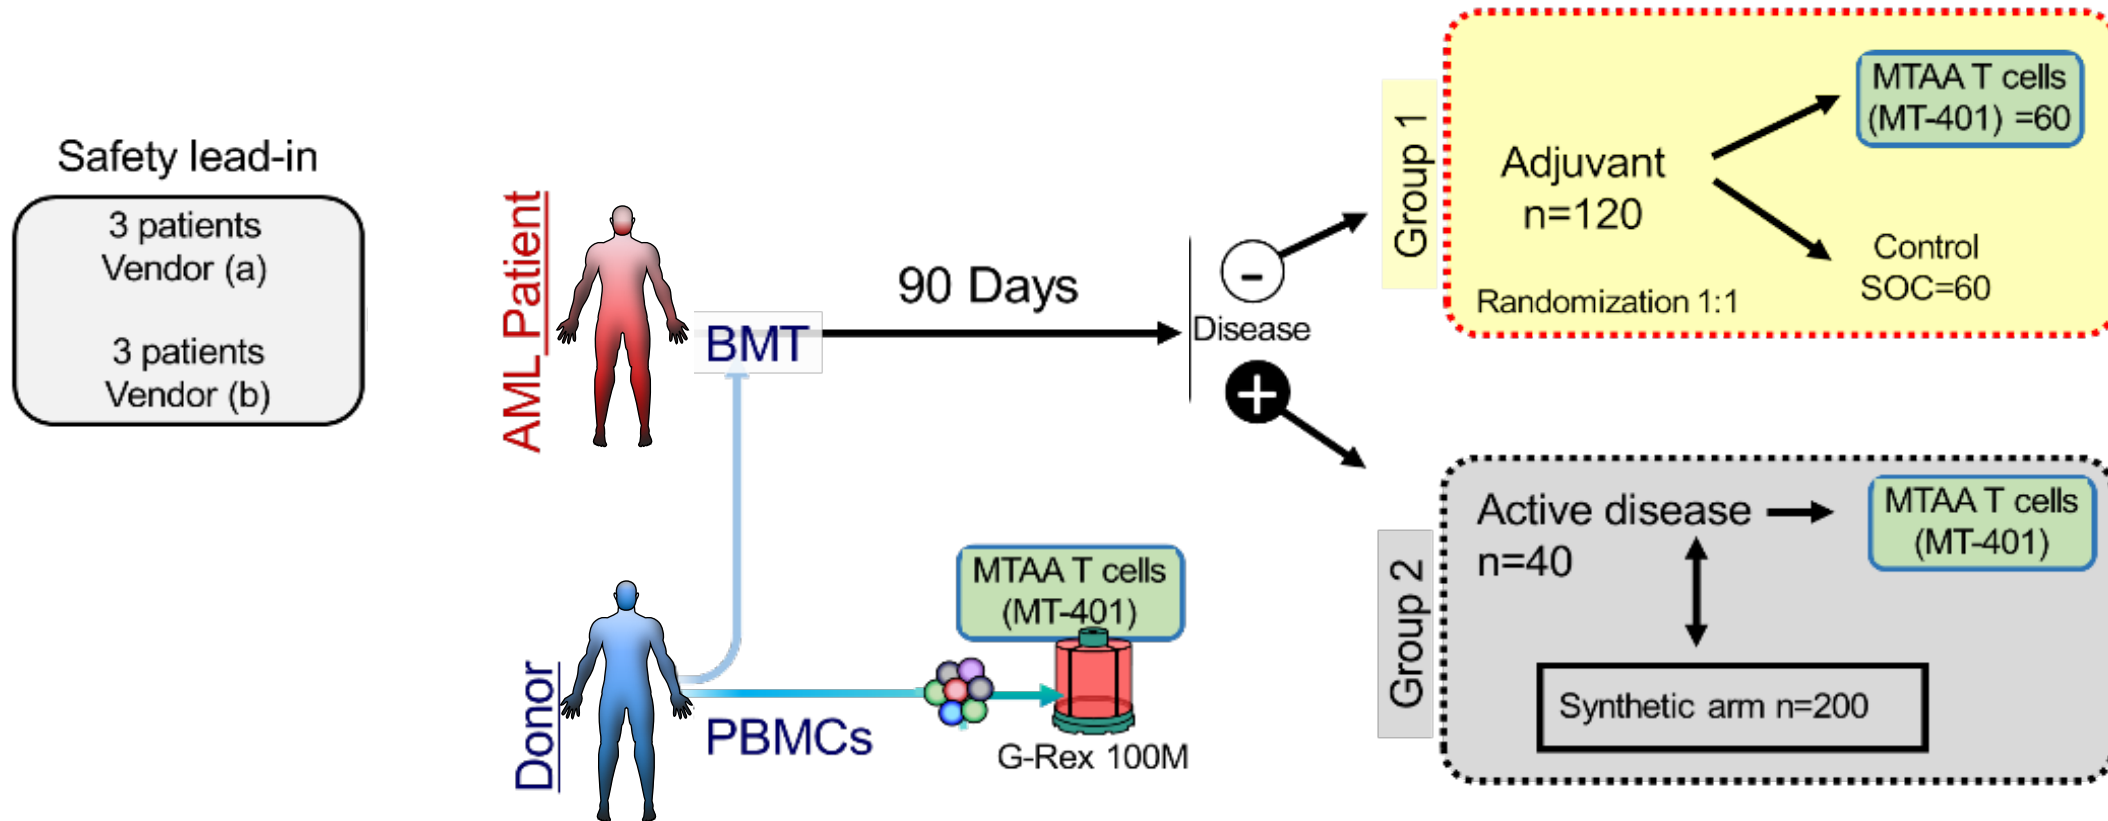 Safety lead-in
3 patients
Vendor (a)
3 patients
Vendor (b)
AML Patient
BMT
90 Days
-
Disease
+
Donor
PBMCs
MTAA T cells
(MT-401)
G-Rex 100M
Group 1
Adjuvant
n=120
Randomization 1:1
MTAA T cells
(MT-401) =60
Control
SOC=60
Group 2
Active disease
n=40
MTAA T cells
(MT-401)
Synthetic arm n=200